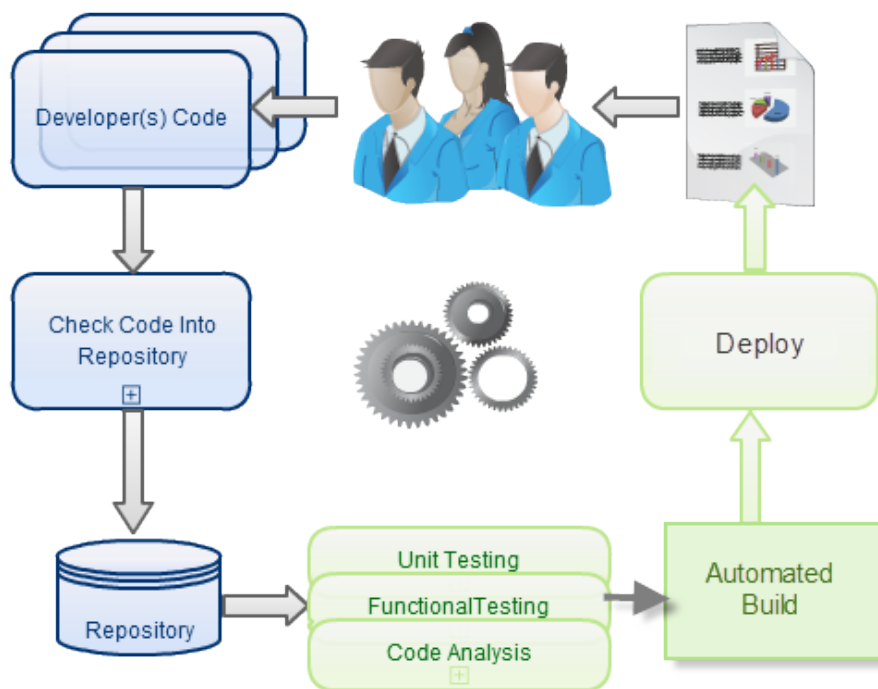 Developer(s) Code
Check Code Into
Repository
Deploy
Unit Testing
FunctionalTesting
Code Analysis
Automated
Build
Repository